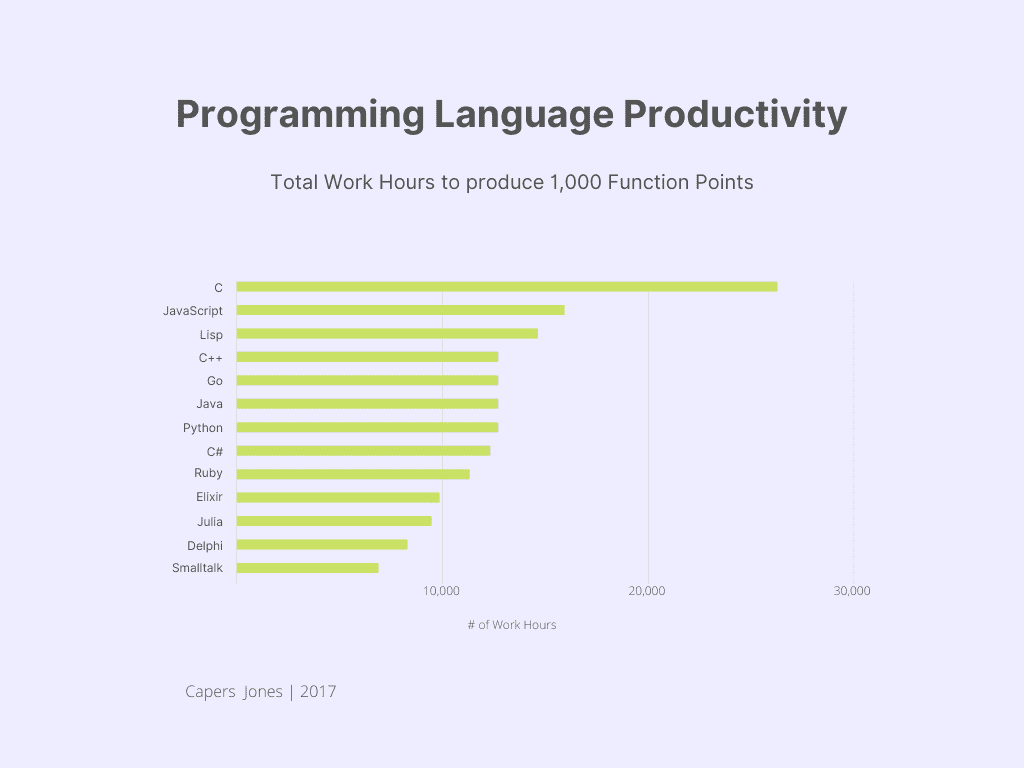 Programming Language Productivity
Total Work Hours to produce 1,000 Function Points
C
JavaScript
Lisp
C++
Go
Java
Python
C#
Ruby
Elixir
Julia
Delphi
Smalltalk
10,000 20,000 30,000
# of Work Hours
Capers Jones | 2017